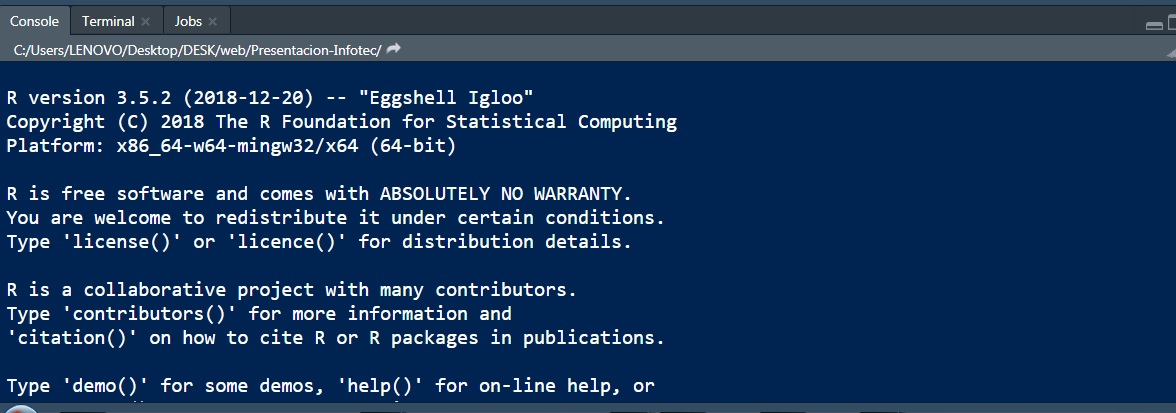 Console Terminal × Jobs ×
C:/Users/LENOVO/Desktop/DESK/web/Presentacion-Infotec/
R version 3.5.2 (2018-12-20) -- "Eggshell Igloo"
Copyright (C) 2018 The R Foundation for Statistical Computing
Platform: x86_64-w64-mingw32/x64 (64-bit)
R is free software and comes with ABSOLUTELY NO WARRANTY.
You are welcome to redistribute it under certain conditions.
Type 'license()' or 'licence()' for distribution details.
R is a collaborative project with many contributors.
Type 'contributors()' for more information and
'citation()' on how to cite R or R packages in publications.
Type 'demo()' for some demos, 'help()' for on-line help, or